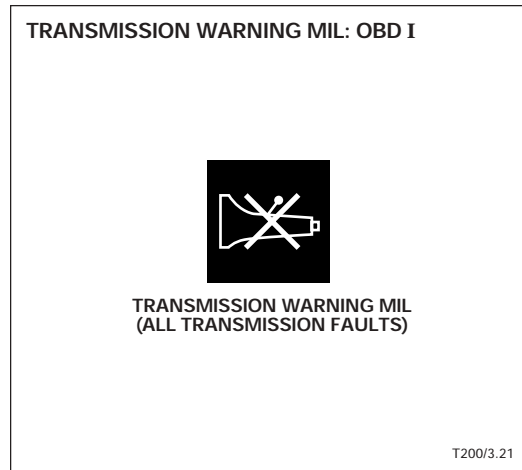 TRANSMISSION WARNING MIL: OBD I
TRANSMISSION WARNING MIL
(ALL TRANSMISSION FAULTS)
T200/3.21